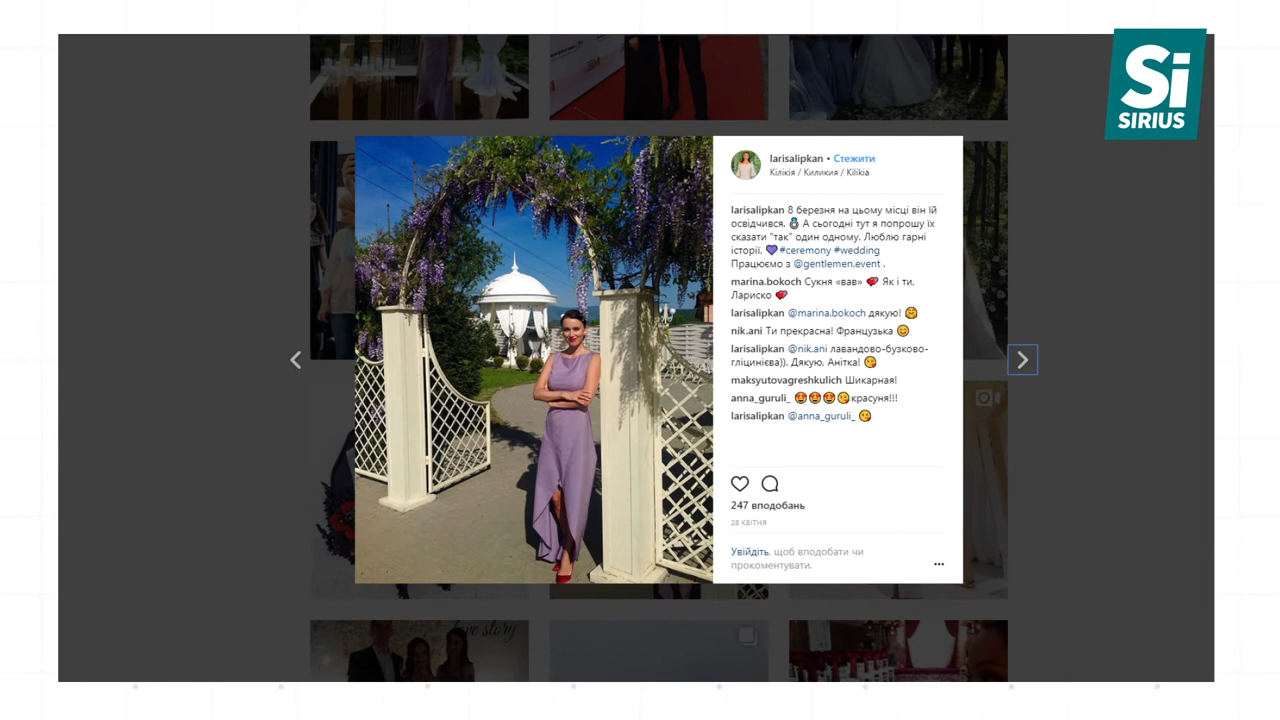 Si
SIRIUS
larisalipkan • Стежити
Кілікія / Киликия / Kilikia
larisalipkan 8 березня на цьому місці він їй
освідчився. 💍 А сьогодні тут я попрошу їх
сказати "так" один одному. Люблю гарні
історії. 💜 #ceremony #wedding
Працюємо з @gentlemen.event .
marina.bokoch Сукня «вав» 💕 Як і ти,
Лариско 💕
larisalipkan @marina.bokoch дякую! 🤗
nik.ani Ти прекрасна! Французька 😊
larisalipkan @nik.ani лавандово-бузково-
гліцинієва)). Дякую, Анітка! 😘
maksyutovagreshkulich Шикарная!
anna_guruli_ 😍😍😍😘красуня!!!
larisalipkan @anna_guruli_ 😘
247 вподобань
28 КВІТНЯ
Увійдіть, щоб вподобати чи
прокоментувати.
love story